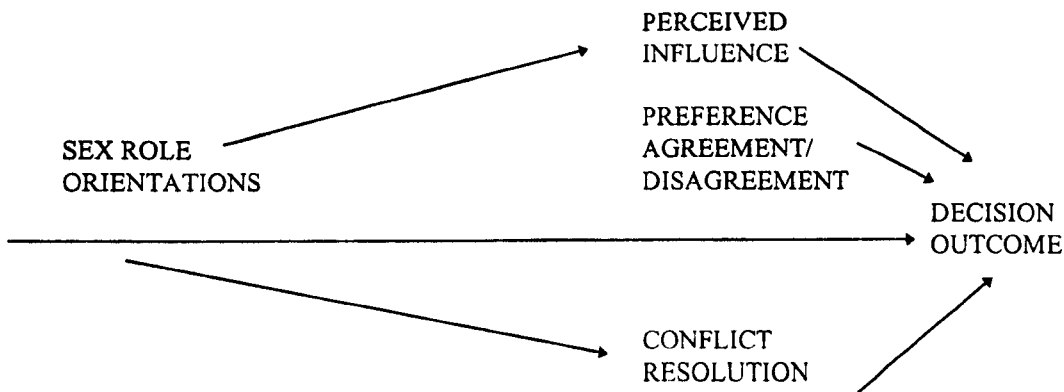 PERCEIVED
INFLUENCE
PREFERENCE
AGREEMENT/
DISAGREEMENT
SEX ROLE
ORIENTATIONS
DECISION
OUTCOME
CONFLICT
RESOLUTION